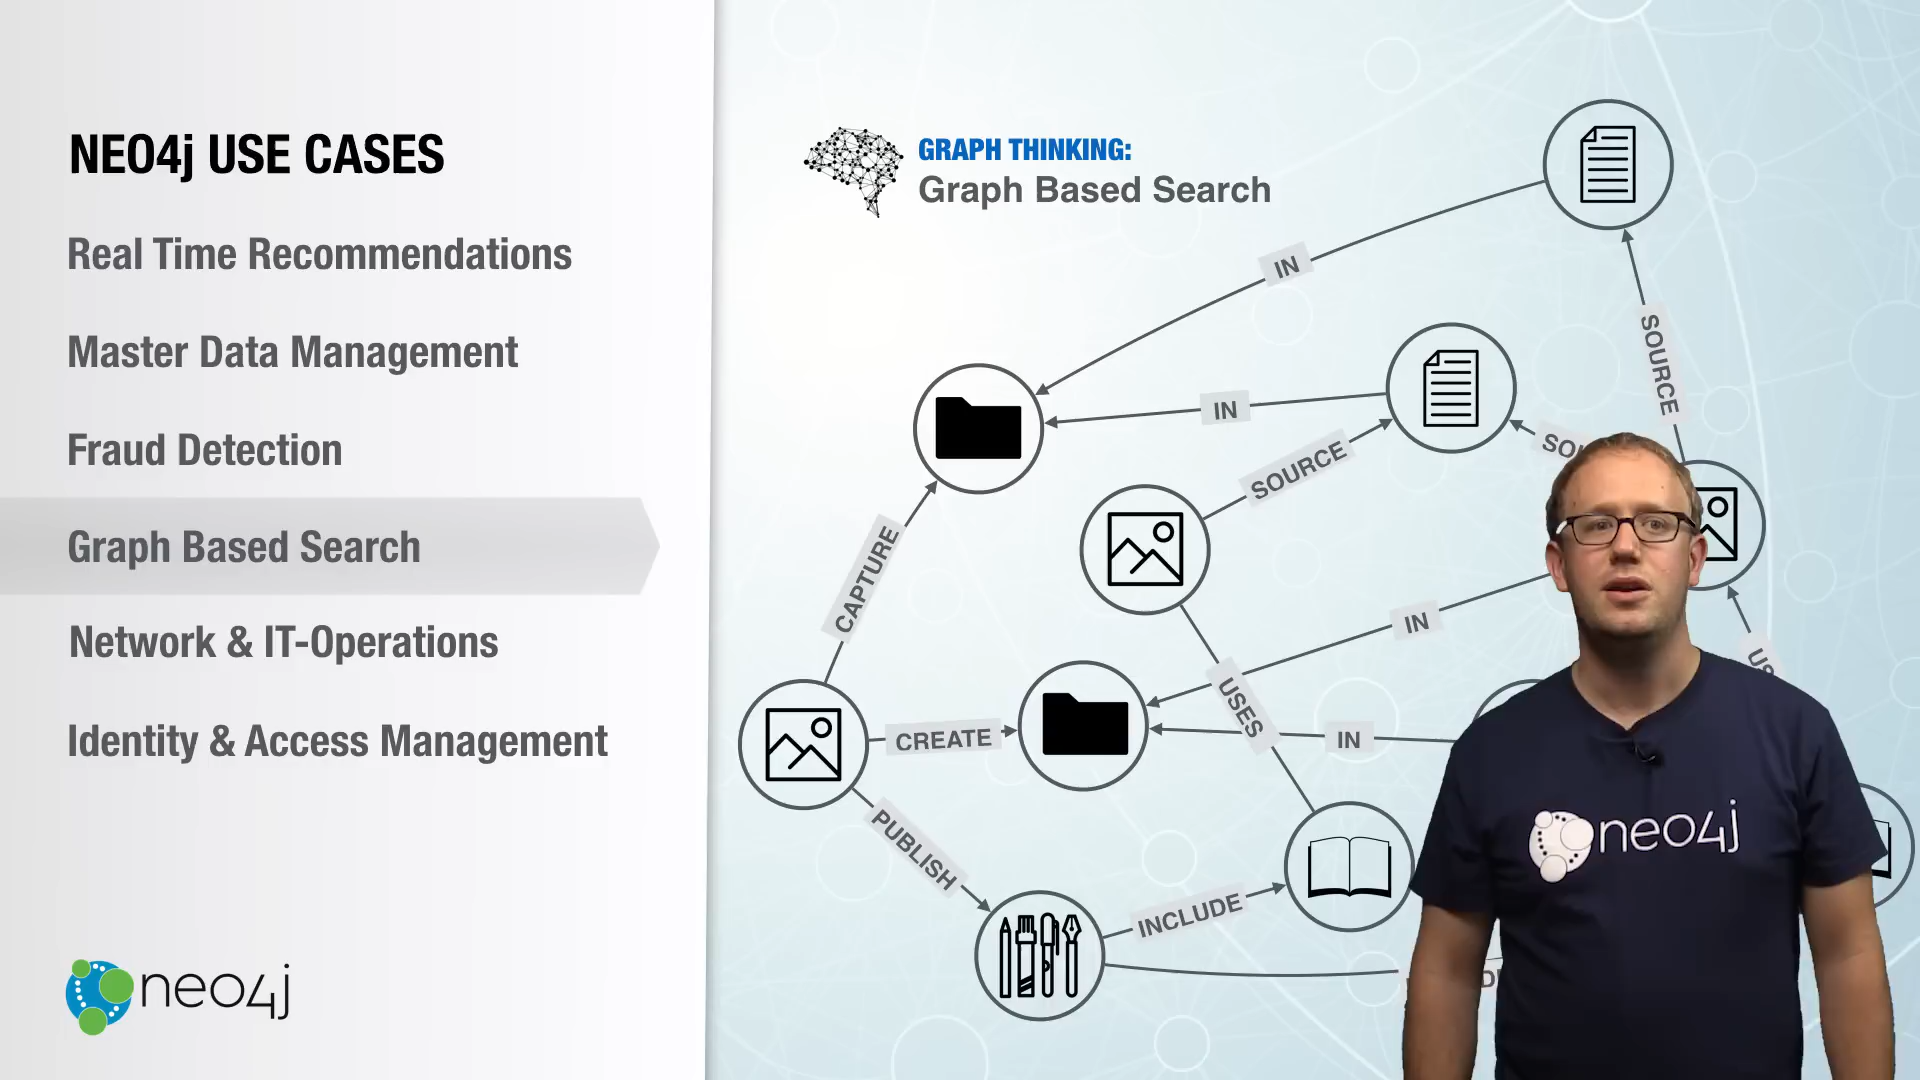 NEO4j USE CASES
Real Time Recommendations
Master Data Management
Fraud Detection
Graph Based Search
Network & IT-Operations
Identity & Access Management
neo4j
GRAPH THINKING:
Graph Based Search
IN
SOURCE
IN
SOURCE
CAPTURE
IN
USES
CREATE
IN
PUBLISH
INCLUDE
neo4j